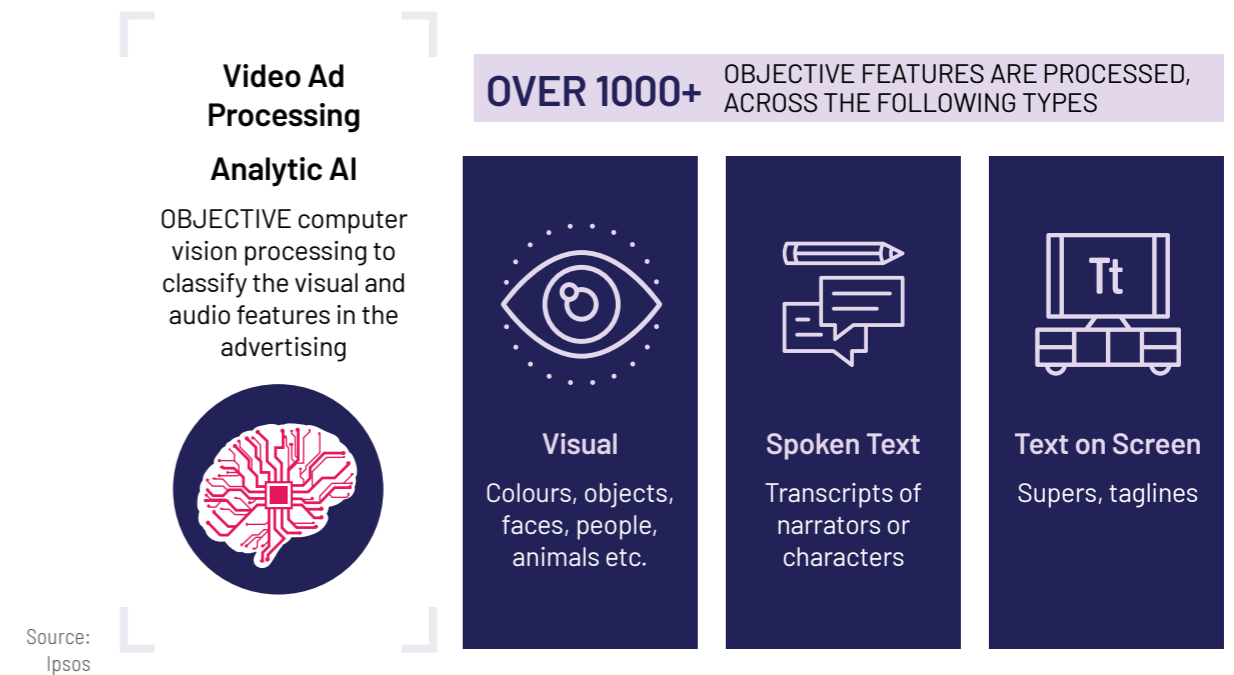 Video Ad
Processing
Analytic AI
OBJECTIVE computer
vision processing to
classify the visual and
audio features in the
advertising
OVER 1000+
OBJECTIVE FEATURES ARE PROCESSED,
ACROSS THE FOLLOWING TYPES
Visual
Colours, objects,
faces, people,
animals etc.
Spoken Text
Transcripts of
narrators or
characters
Tt
Text on Screen
Supers, taglines
Source:
Ipsos